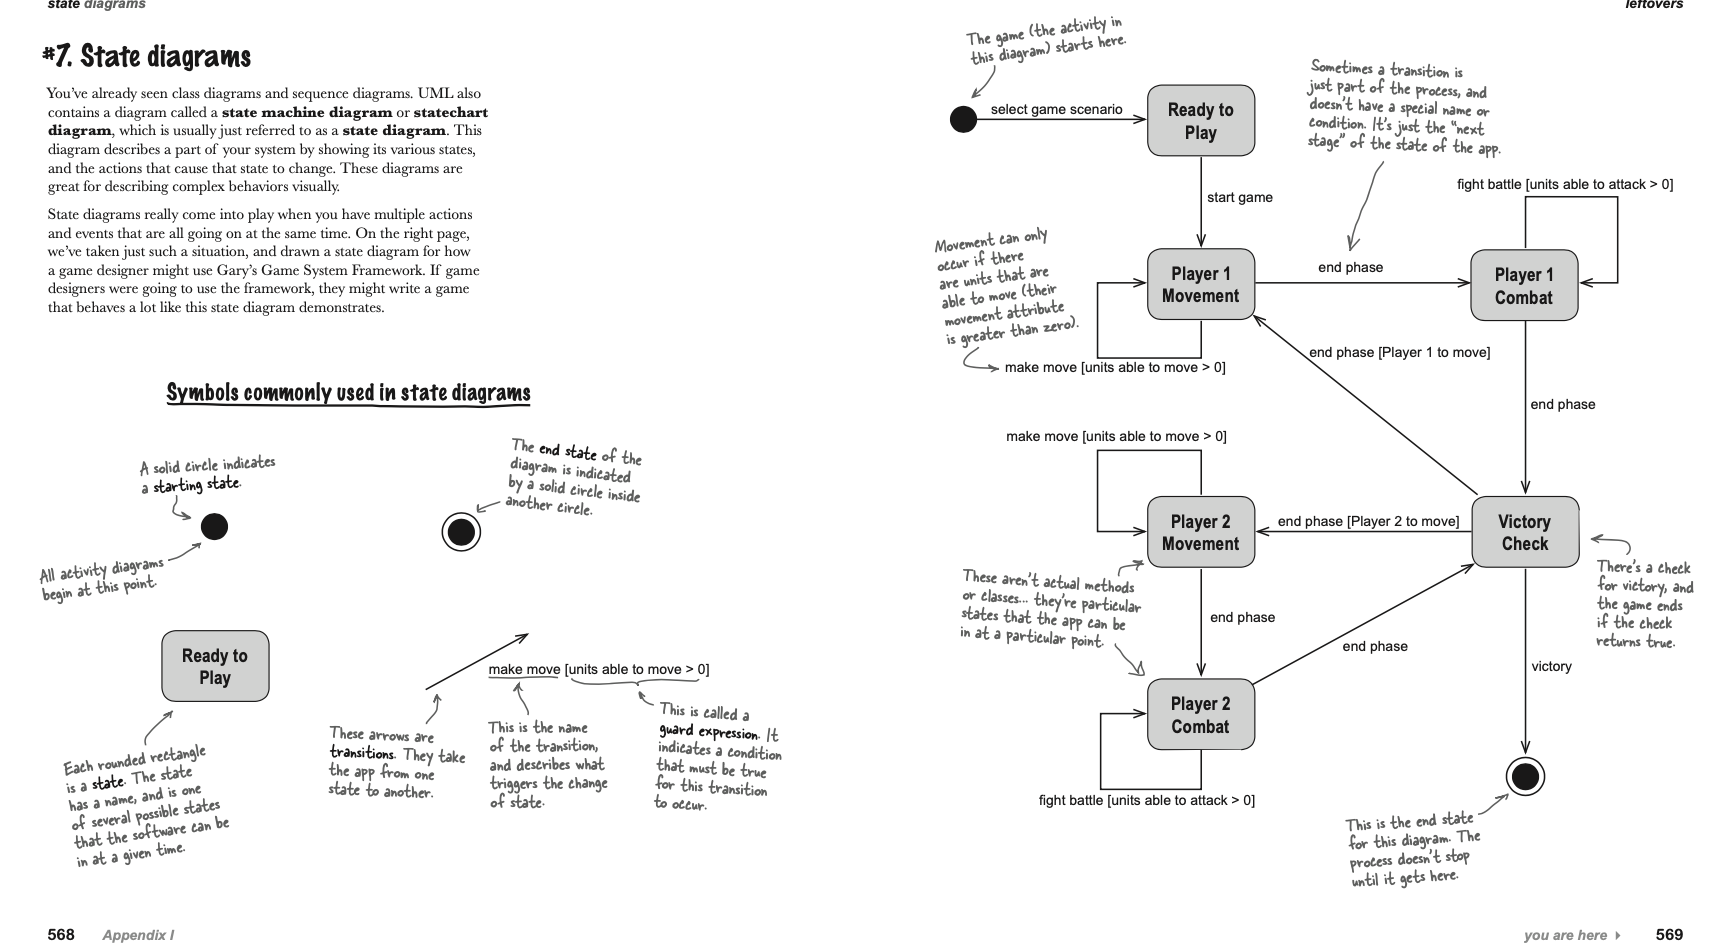 state diagrams
#7. State diagrams
You’ve already seen class diagrams and sequence diagrams. UML also
contains a diagram called a state machine diagram or statechart
diagram, which is usually just referred to as a state diagram. This
diagram describes a part of your system by showing its various states,
and the actions that cause that state to change. These diagrams are
great for describing complex behaviors visually.
State diagrams really come into play when you have multiple actions
and events that are all going on at the same time. On the right page,
we’ve taken just such a situation, and drawn a state diagram for how
a game designer might use Gary’s Game System Framework. If game
designers were going to use the framework, they might write a game
that behaves a lot like this state diagram demonstrates.
Symbols commonly used in state diagrams
A solid circle indicates
a starting state.
All activity diagrams
begin at this point.
The end state of the
diagram is indicated
by a solid circle inside
another circle.
Ready to
Play
Each rounded rectangle
is a state. The state
has a name, and is one
of several possible states
that the software can be
in at a given time.
make move [units able to move > 0]
These arrows are
transitions. They take
the app from one
state to another.
This is the name
of the transition,
and describes what
triggers the change
of state.
This is called a
guard expression. It
indicates a condition
that must be true
for this transition
to occur.
568 Appendix I
leftovers
The game (the activity in
this diagram) starts here.
select game scenario
Ready to
Play
Sometimes a transition is
just part of the process, and
doesn’t have a special name or
condition. It’s just the “next
stage” of the state of the app.
start game
fight battle [units able to attack > 0]
Movement can only
occur if there
are units that are
able to move (their
movement attribute
is greater than zero).
Player 1
Movement
end phase
Player 1
Combat
make move [units able to move > 0]
end phase [Player 1 to move]
end phase
make move [units able to move > 0]
Player 2
Movement
end phase [Player 2 to move]
Victory
Check
These aren’t actual methods
or classes... they’re particular
states that the app can be
in at a particular point.
There’s a check
for victory, and
the game ends
if the check
returns true.
end phase
end phase
victory
Player 2
Combat
fight battle [units able to attack > 0]
This is the end state
for this diagram. The
process doesn’t stop
until it gets here.
you are here 569